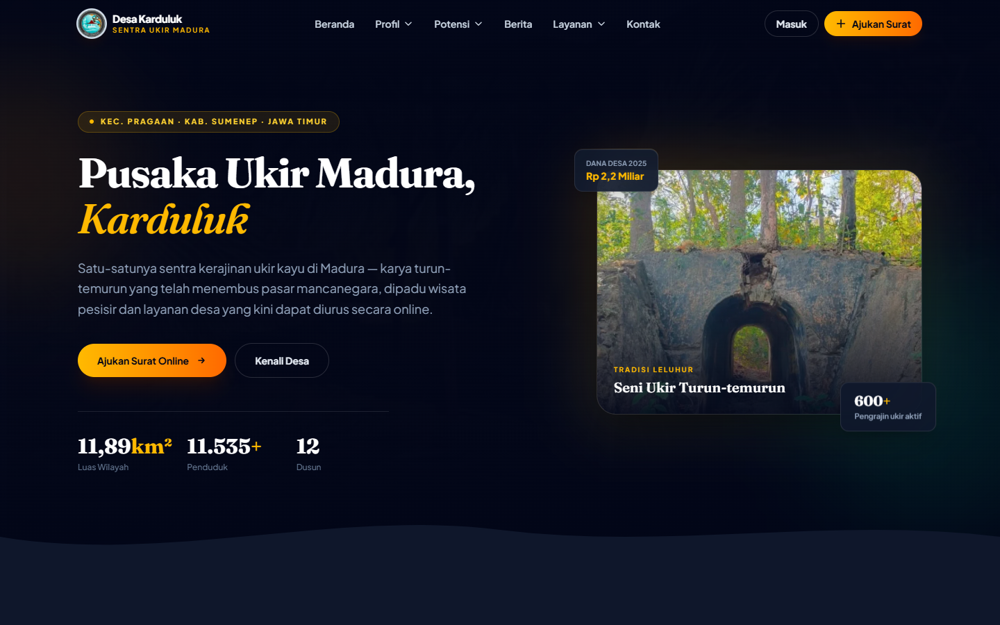 Desa Karduluk
SENTRA UKIR MADURA
Beranda
Profil
Potensi
Berita
Layanan
Kontak
Masuk
Ajukan Surat
KEC. PRAGAAN · KAB. SUMENEP · JAWA TIMUR
Pusaka Ukir Madura,
Karduluk
Satu-satunya sentra kerajinan ukir kayu di Madura — karya turun-
temurun yang telah menembus pasar mancanegara, dipadu wisata
pesisir dan layanan desa yang kini dapat diurus secara online.
Ajukan Surat Online →
Kenali Desa
11,89km²
Luas Wilayah
11.535+
Penduduk
12
Dusun
DANA DESA 2025
Rp 2,2 Miliar
TRADISI LELUHUR
Seni Ukir Turun-temurun
600+
Pengrajin ukir aktif